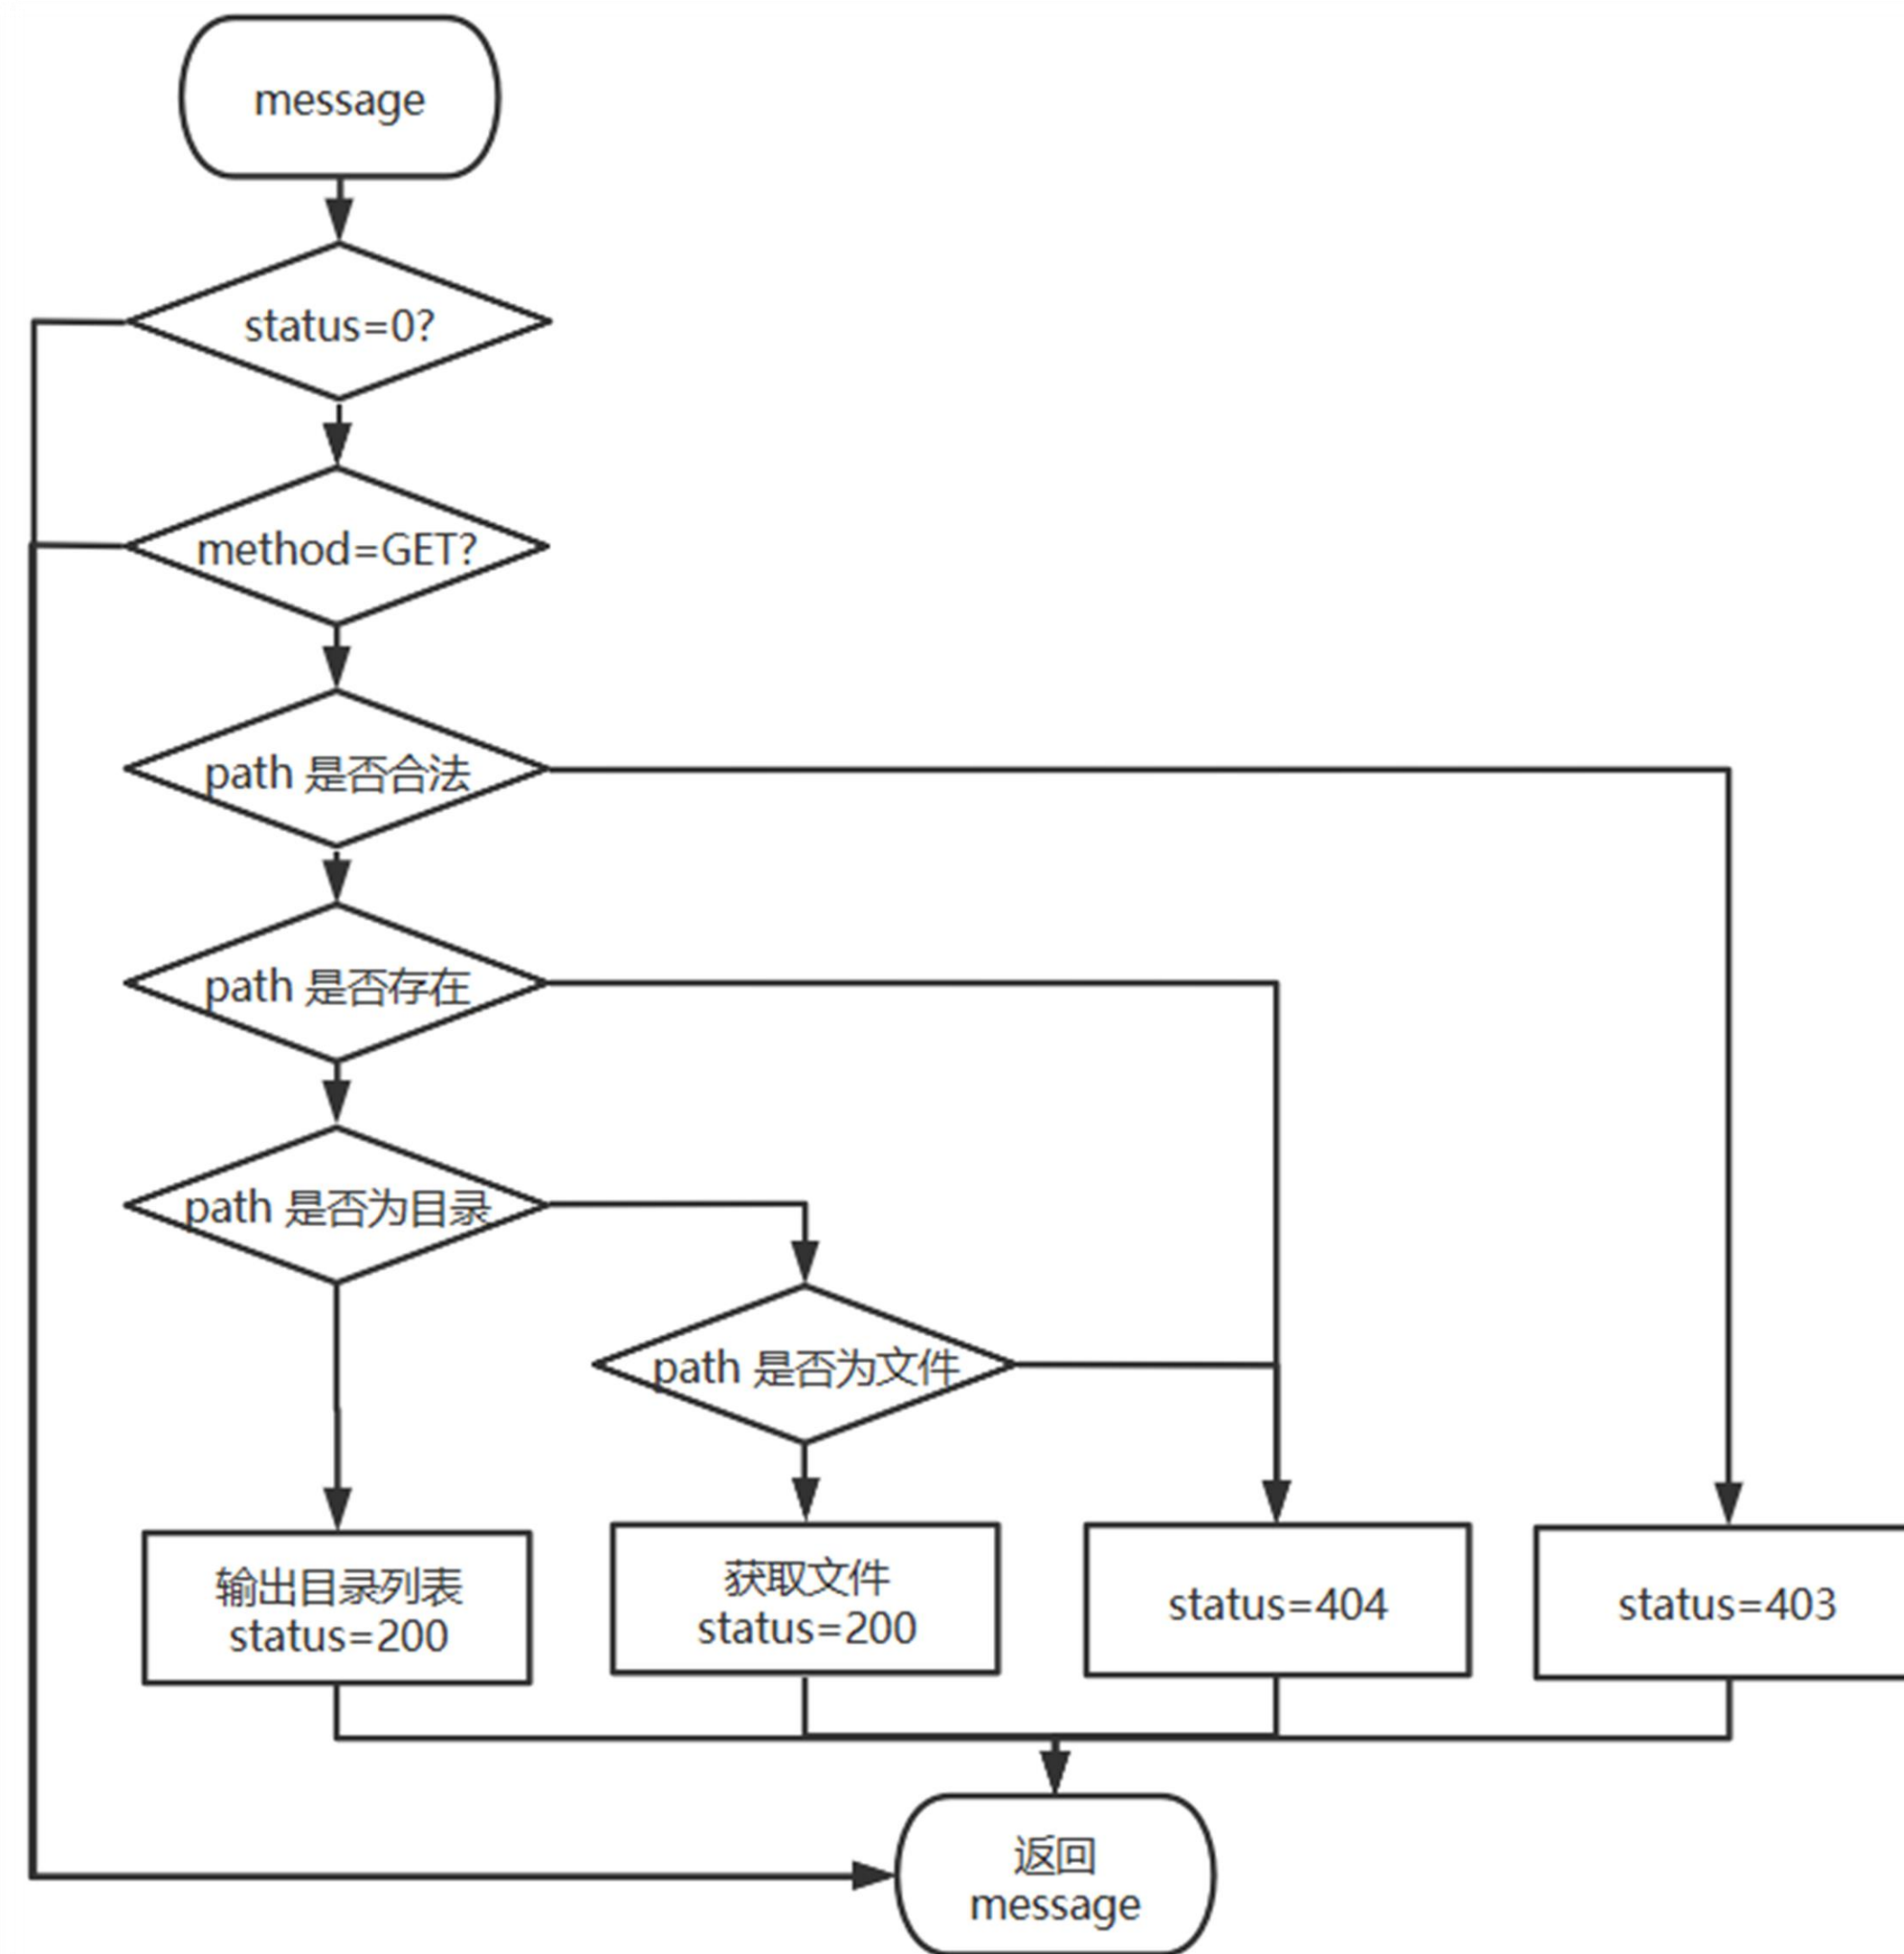 message
status=0?
method=GET?
path 是否合法
path 是否存在
path 是否为目录
path 是否为文件
输出目录列表
status=200
获取文件
status=200
status=404
status=403
返回
message